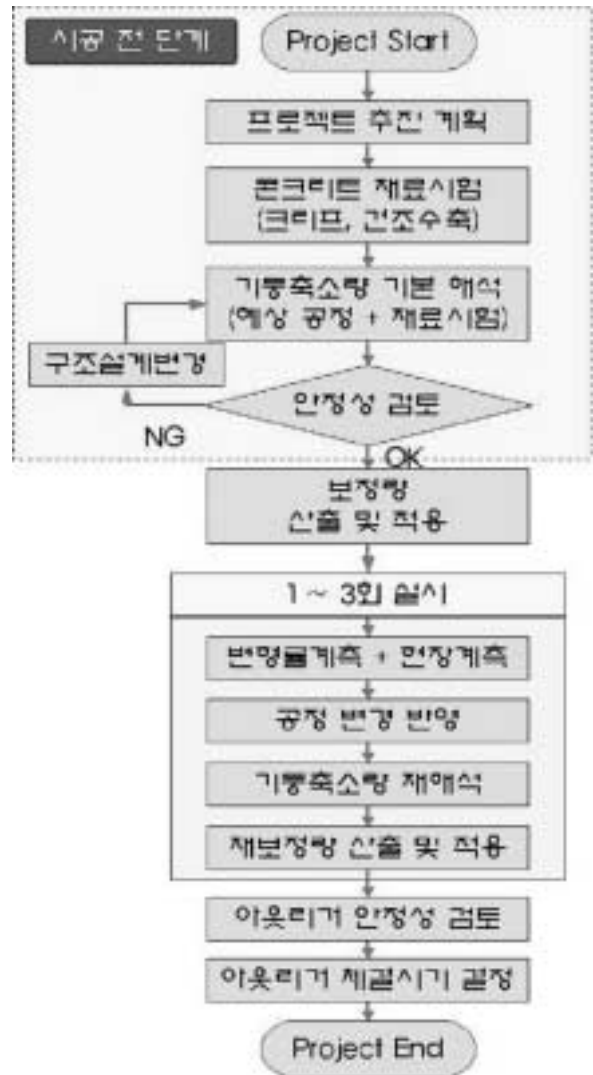 시공 전 단계
Project Start
프로젝트 추진 계획
콘크리트 재료시험
(크리프, 건조수축)
기둥축소량 기본 해석
(예상 공정 + 재료시험)
구조설계변경
안정성 검토
NG
OK
보정량
산출 및 적용
1 ~ 3회 실시
변형률계측 + 현장계측
공정 변경 반영
기둥축소량 재해석
재보정량 산출 및 적용
아웃리거 안정성 검토
아웃리거 체결시기 결정
Project End